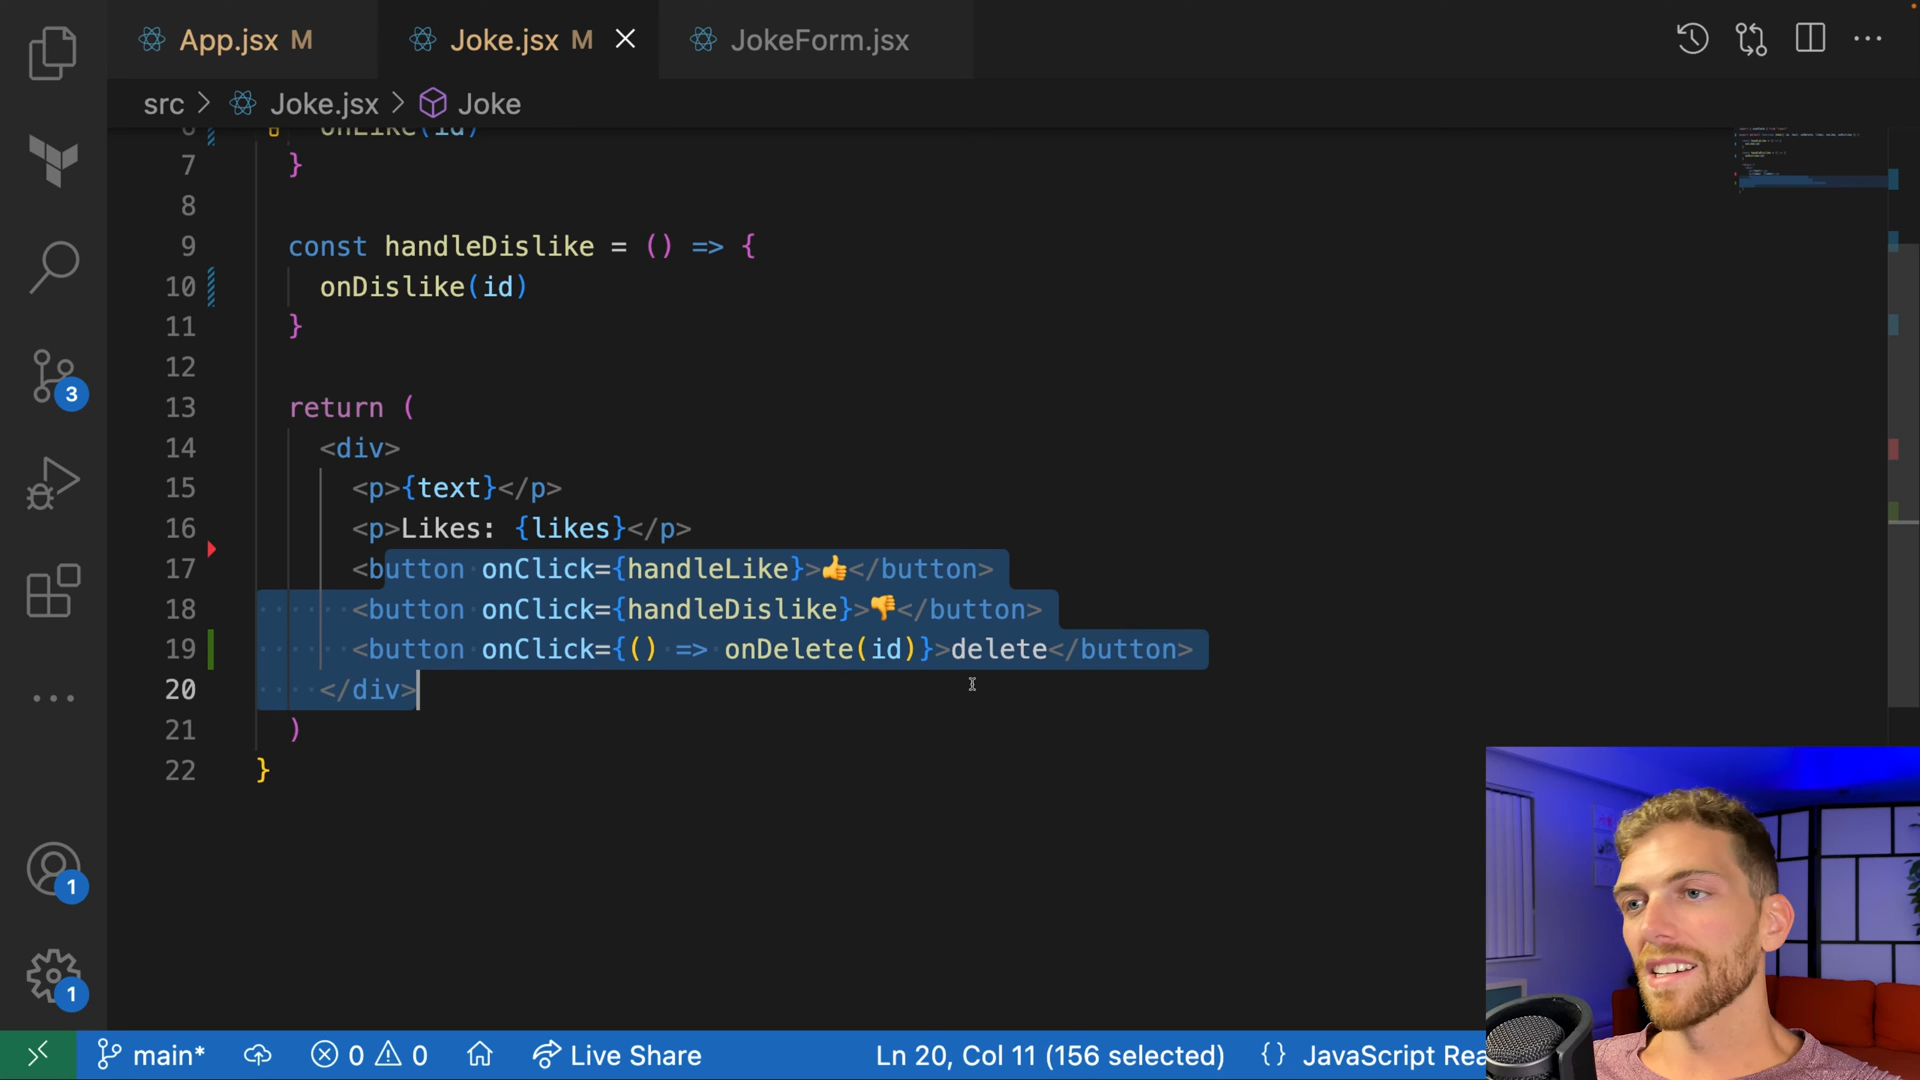 App.jsx M
Joke.jsx M
JokeForm.jsx
src > Joke.jsx > Joke
6 onLike(id)
7 }
8
9 const handleDislike = () => {
10 onDislike(id)
11 }
12
13 return (
14 <div>
15 <p>{text}</p>
16 <p>Likes: {likes}</p>
17 <button onClick={handleLike}>👍</button>
18 <button onClick={handleDislike}>👎</button>
19 <button onClick={() => onDelete(id)}>delete</button>
20 </div>
21 )
22 }
3
1
1
main* 0 0 Live Share Ln 20, Col 11 (156 selected) {} JavaScript Rea